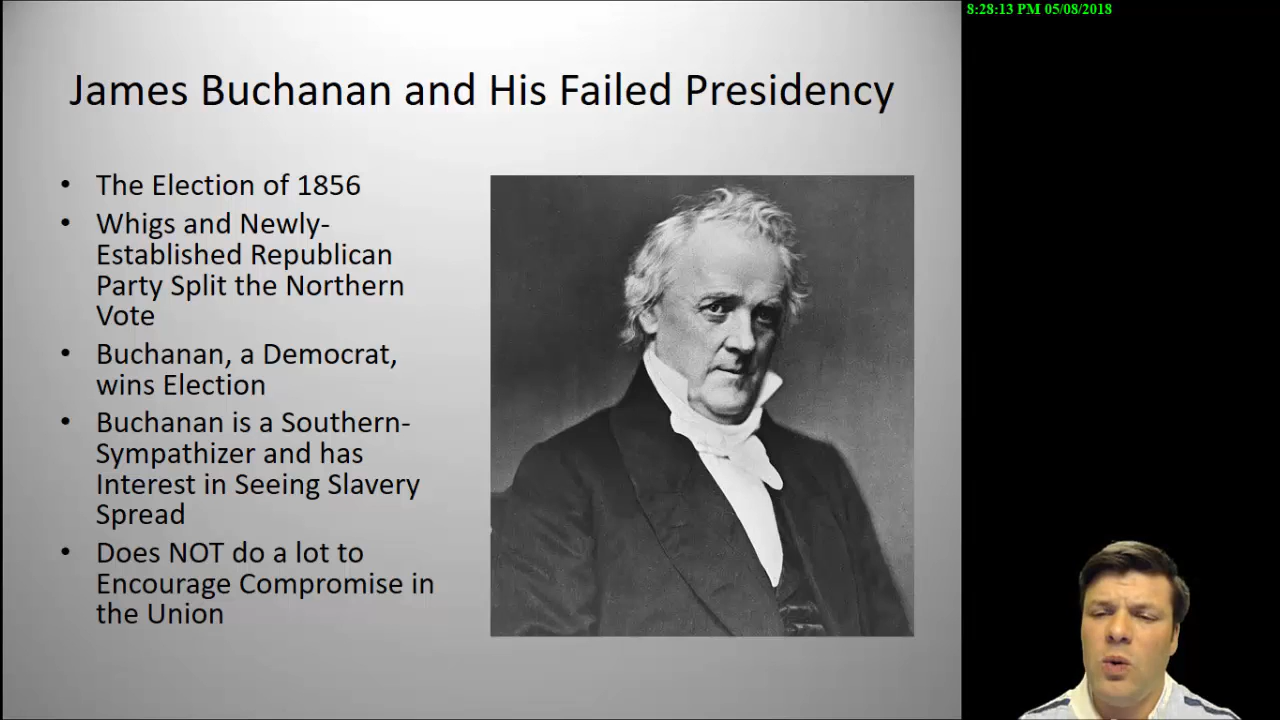 8:28:13 PM 05/08/2018
James Buchanan and His Failed Presidency
• The Election of 1856
• Whigs and Newly-
Established Republican
Party Split the Northern
Vote
• Buchanan, a Democrat,
wins Election
• Buchanan is a Southern-
Sympathizer and has
Interest in Seeing Slavery
Spread
• Does NOT do a lot to
Encourage Compromise in
the Union